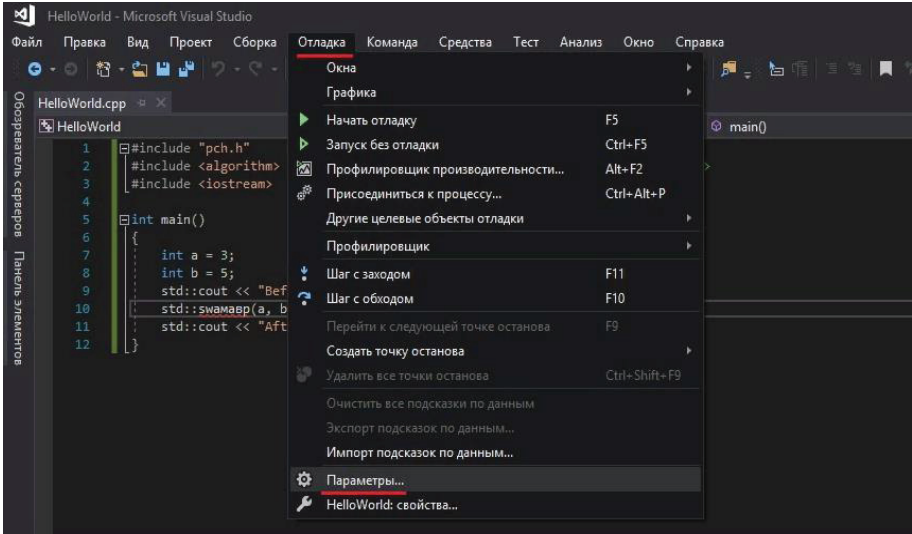 HelloWorld - Microsoft Visual Studio
Файл Правка Вид Проект Сборка Отладка Команда Средства Тест Анализ Окно Справка
HelloWorld.cpp
HelloWorld
main()
Обозреватель серверов
Панель элементов
1 #include "pch.h"
2 #include <algorithm>
3 #include <iostream>
4
5 int main()
6 {
7 int a = 3;
8 int b = 5;
9 std::cout << "Bef
10 std::swамавр(a, b
11 std::cout << "Aft
12 }
Окна
Графика
Начать отладку F5
Запуск без отладки Ctrl+F5
Профилировщик производительности... Alt+F2
Присоединиться к процессу... Ctrl+Alt+P
Другие целевые объекты отладки
Профилировщик
Шаг с заходом F11
Шаг с обходом F10
Перейти к следующей точке останова F9
Создать точку останова
Удалить все точки останова Ctrl+Shift+F9
Очистить все подсказки по данным
Экспорт подсказок по данным...
Импорт подсказок по данным...
Параметры...
HelloWorld: свойства...